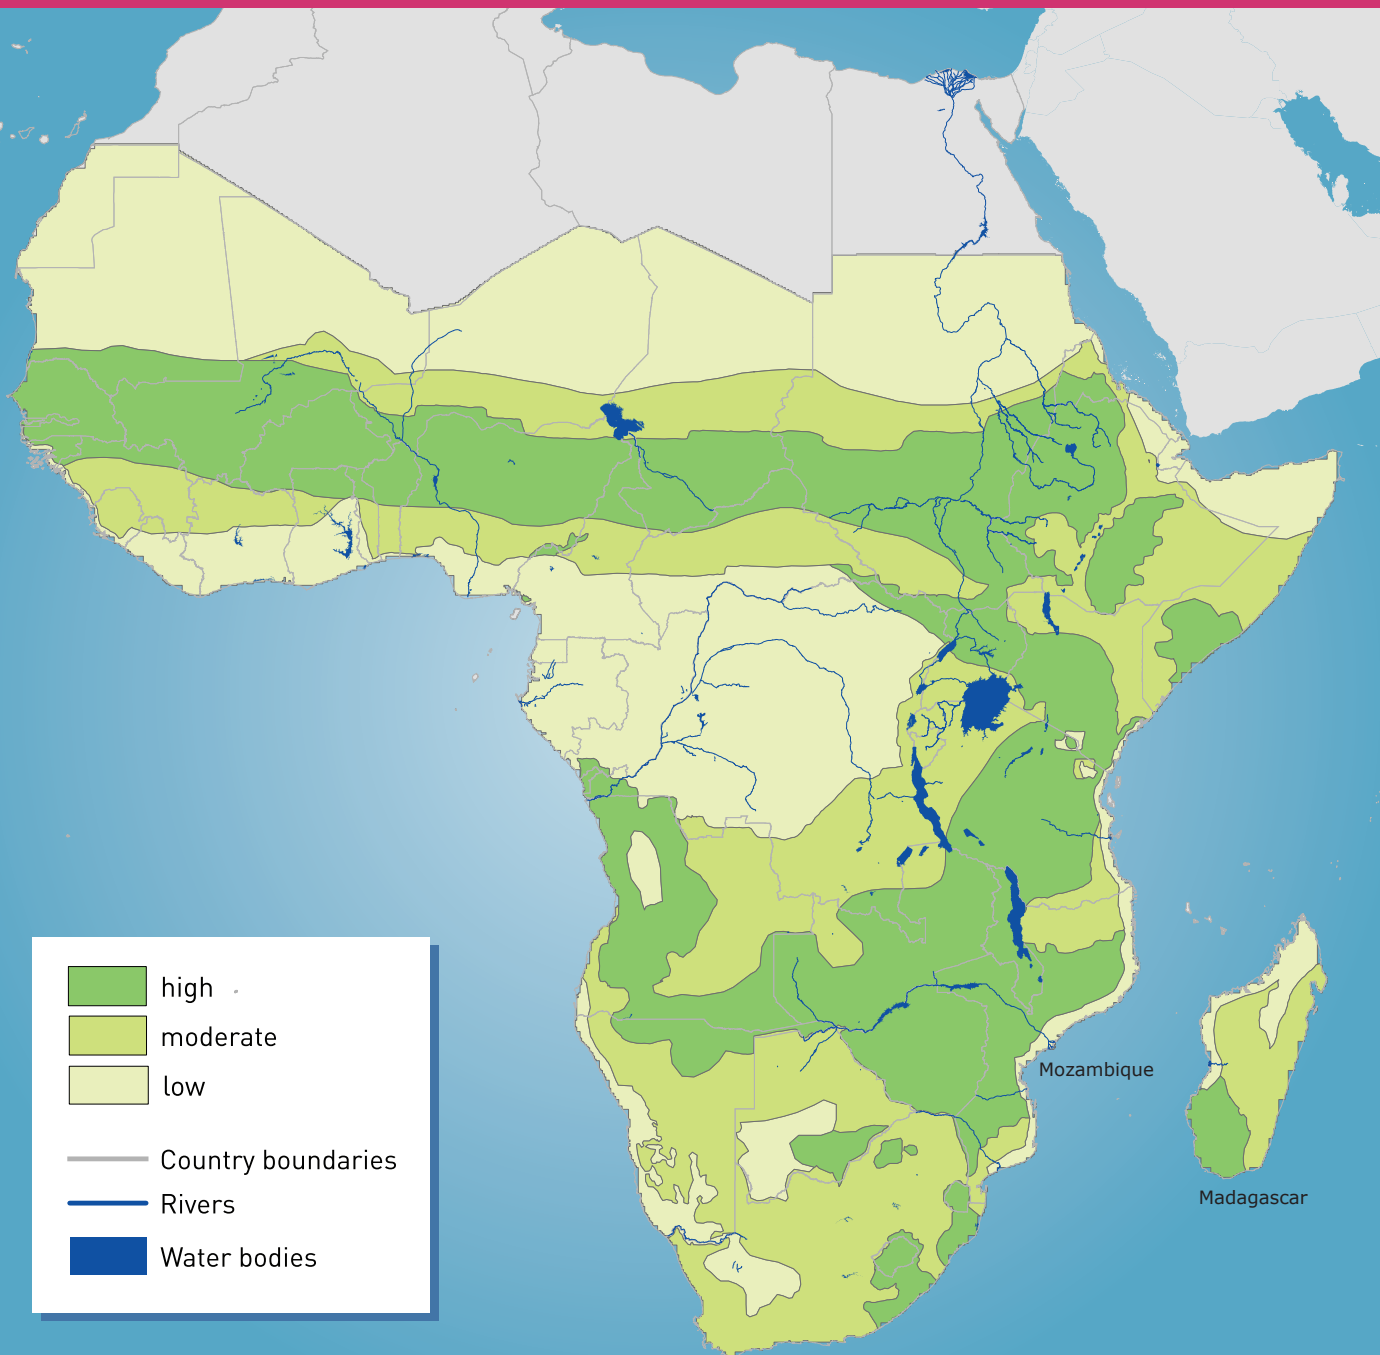 high
moderate
low
Country boundaries
Rivers
Water bodies
Mozambique
Madagascar